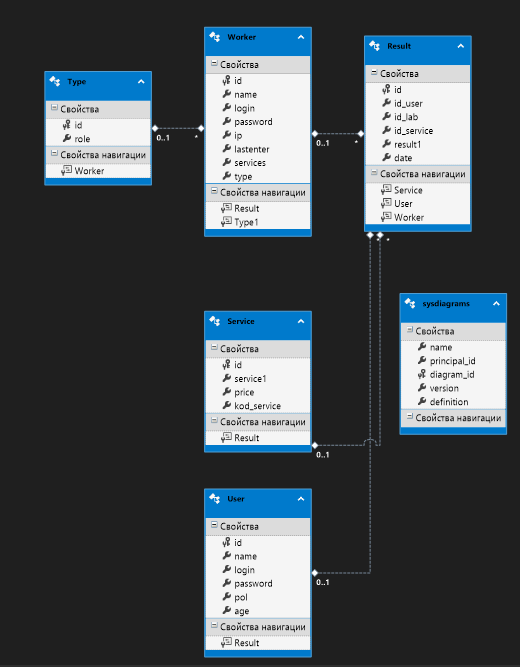 Type
Свойства
id
role
Свойства навигации
Worker
0..1
*
Worker
Свойства
id
name
login
password
ip
lastenter
services
type
Свойства навигации
Result
Type1
0..1
*
Result
Свойства
id
id_user
id_lab
id_service
result1
date
Свойства навигации
Service
User
Worker
*
*
Service
Свойства
id
service1
price
kod_service
Свойства навигации
Result
0..1
sysdiagrams
Свойства
name
principal_id
diagram_id
version
definition
Свойства навигации
User
Свойства
id
name
login
password
pol
age
Свойства навигации
Result
0..1